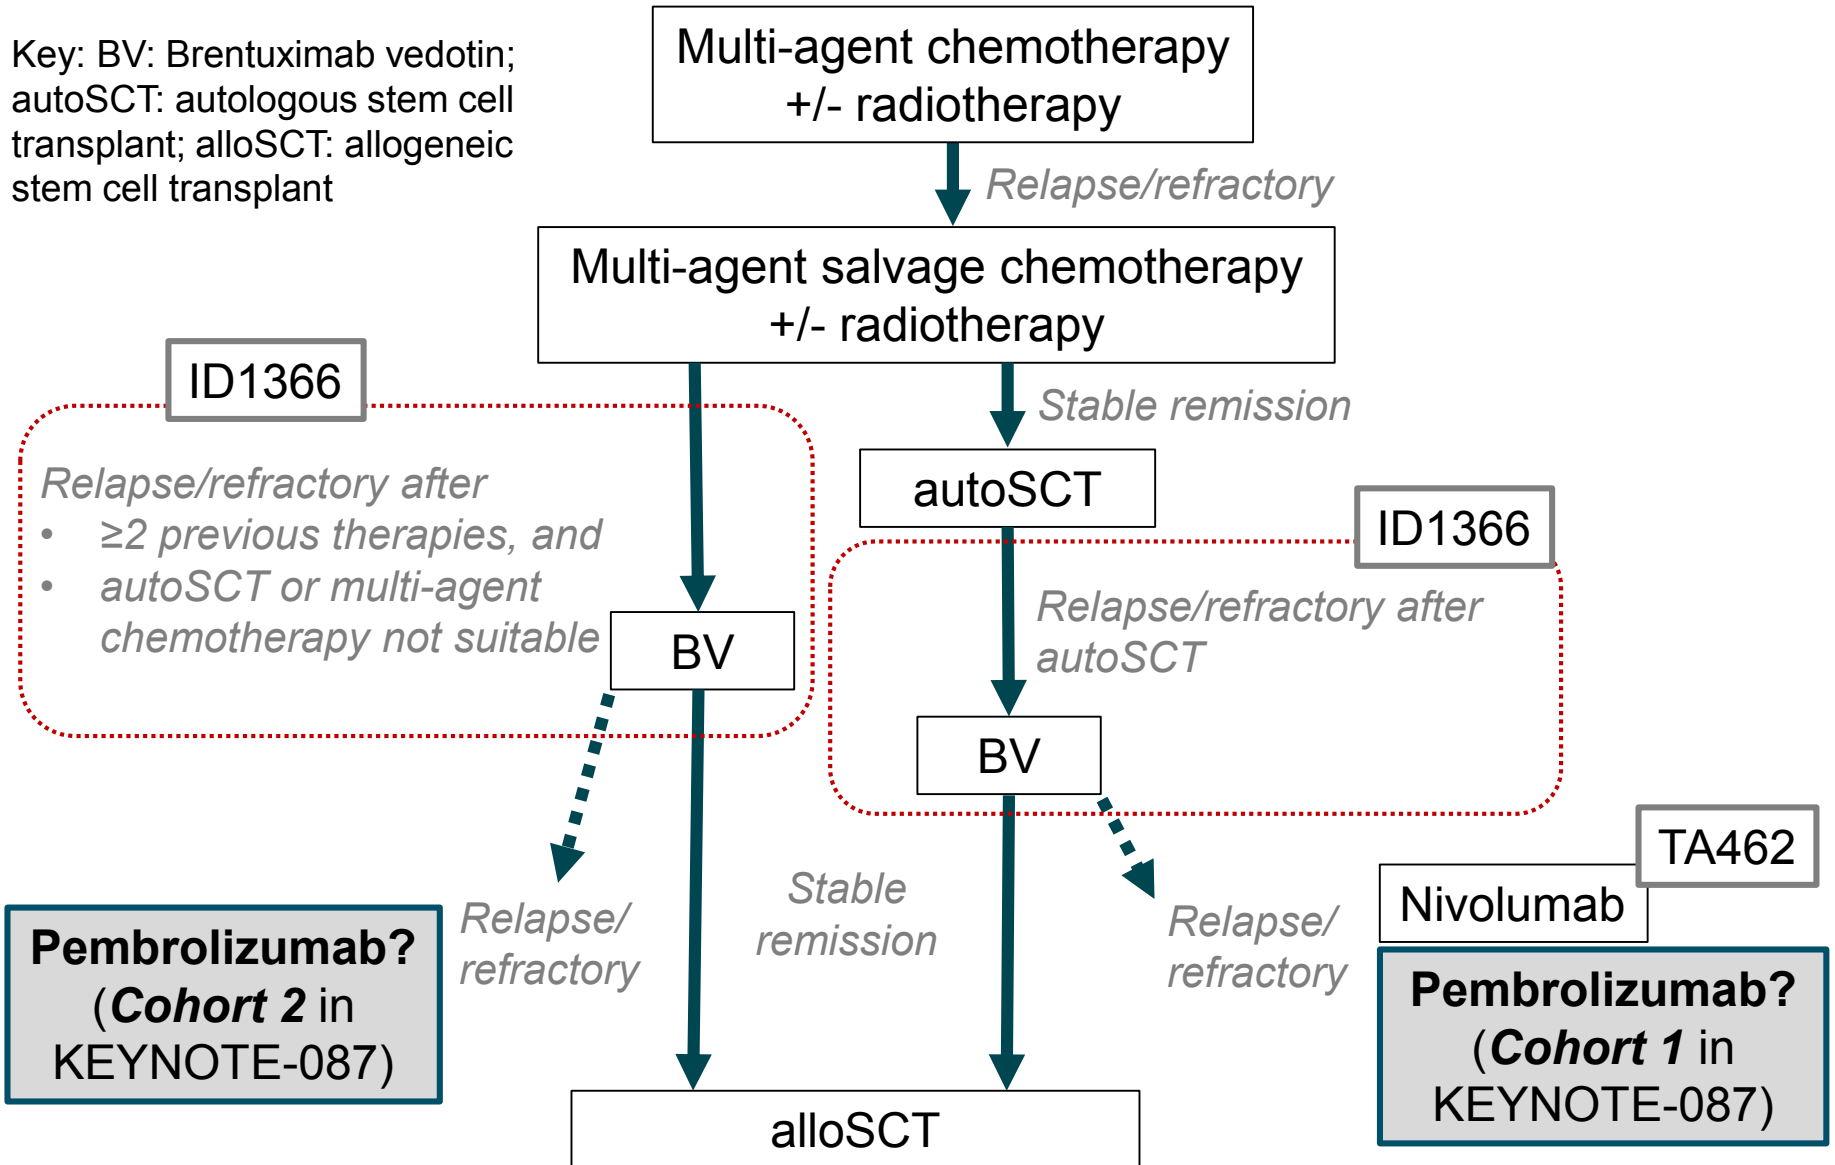 Key: BV: Brentuximab vedotin;
autoSCT: autologous stem cell
transplant; alloSCT: allogeneic
stem cell transplant
Multi-agent chemotherapy
+/- radiotherapy
Relapse/refractory
Multi-agent salvage chemotherapy
+/- radiotherapy
ID1366
Relapse/refractory after
• ≥2 previous therapies, and
• autoSCT or multi-agent
chemotherapy not suitable
BV
Stable remission
autoSCT
ID1366
Relapse/refractory after
autoSCT
BV
Relapse/
refractory
Stable
remission
Relapse/
refractory
TA462
Nivolumab
Pembrolizumab?
(Cohort 2 in
KEYNOTE-087)
Pembrolizumab?
(Cohort 1 in
KEYNOTE-087)
alloSCT